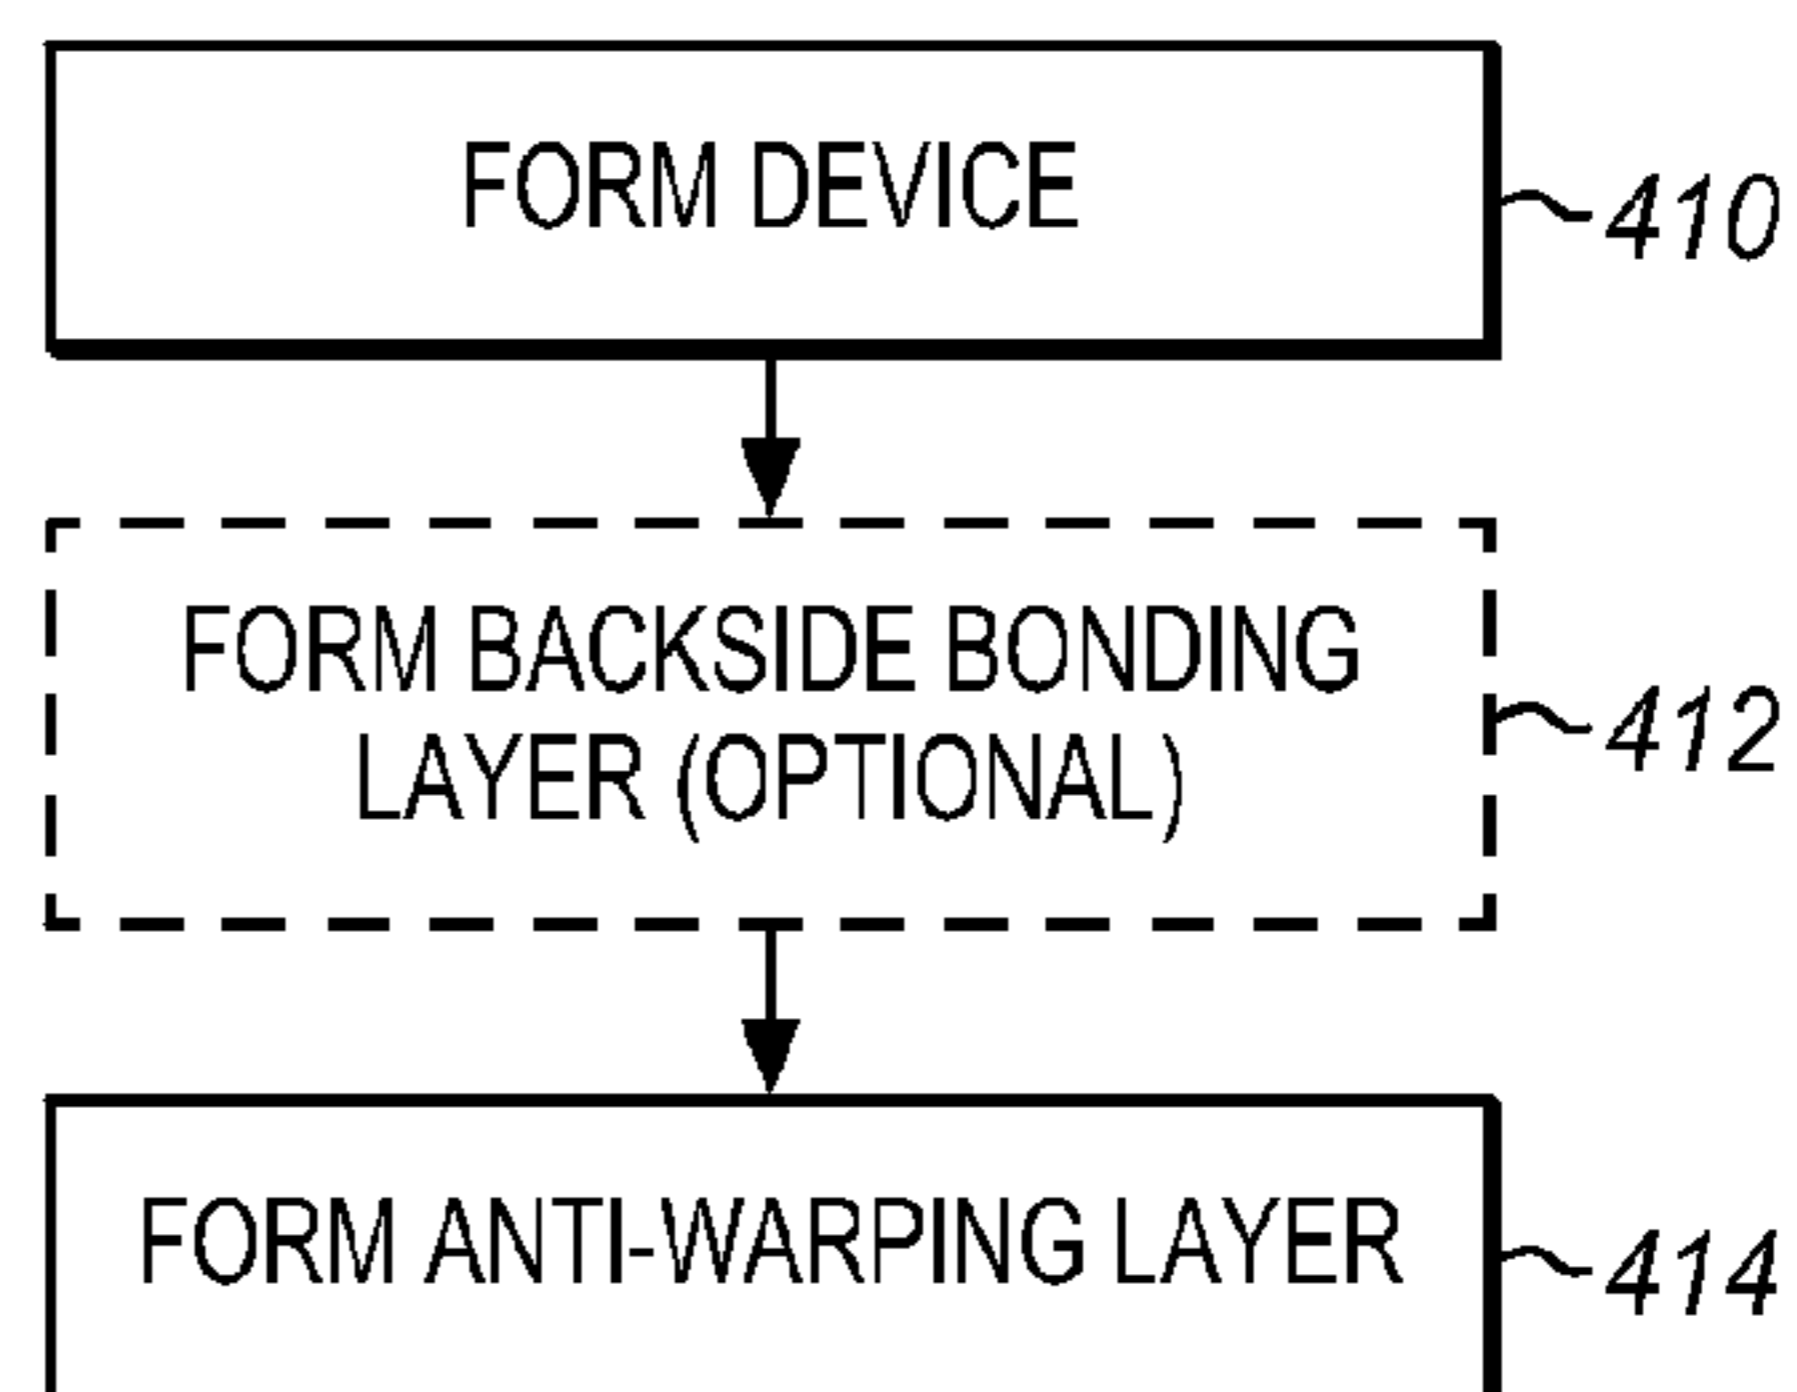 FORM DEVICE
410
FORM BACKSIDE BONDING
LAYER (OPTIONAL)
412
FORM ANTI-WARPING LAYER
414